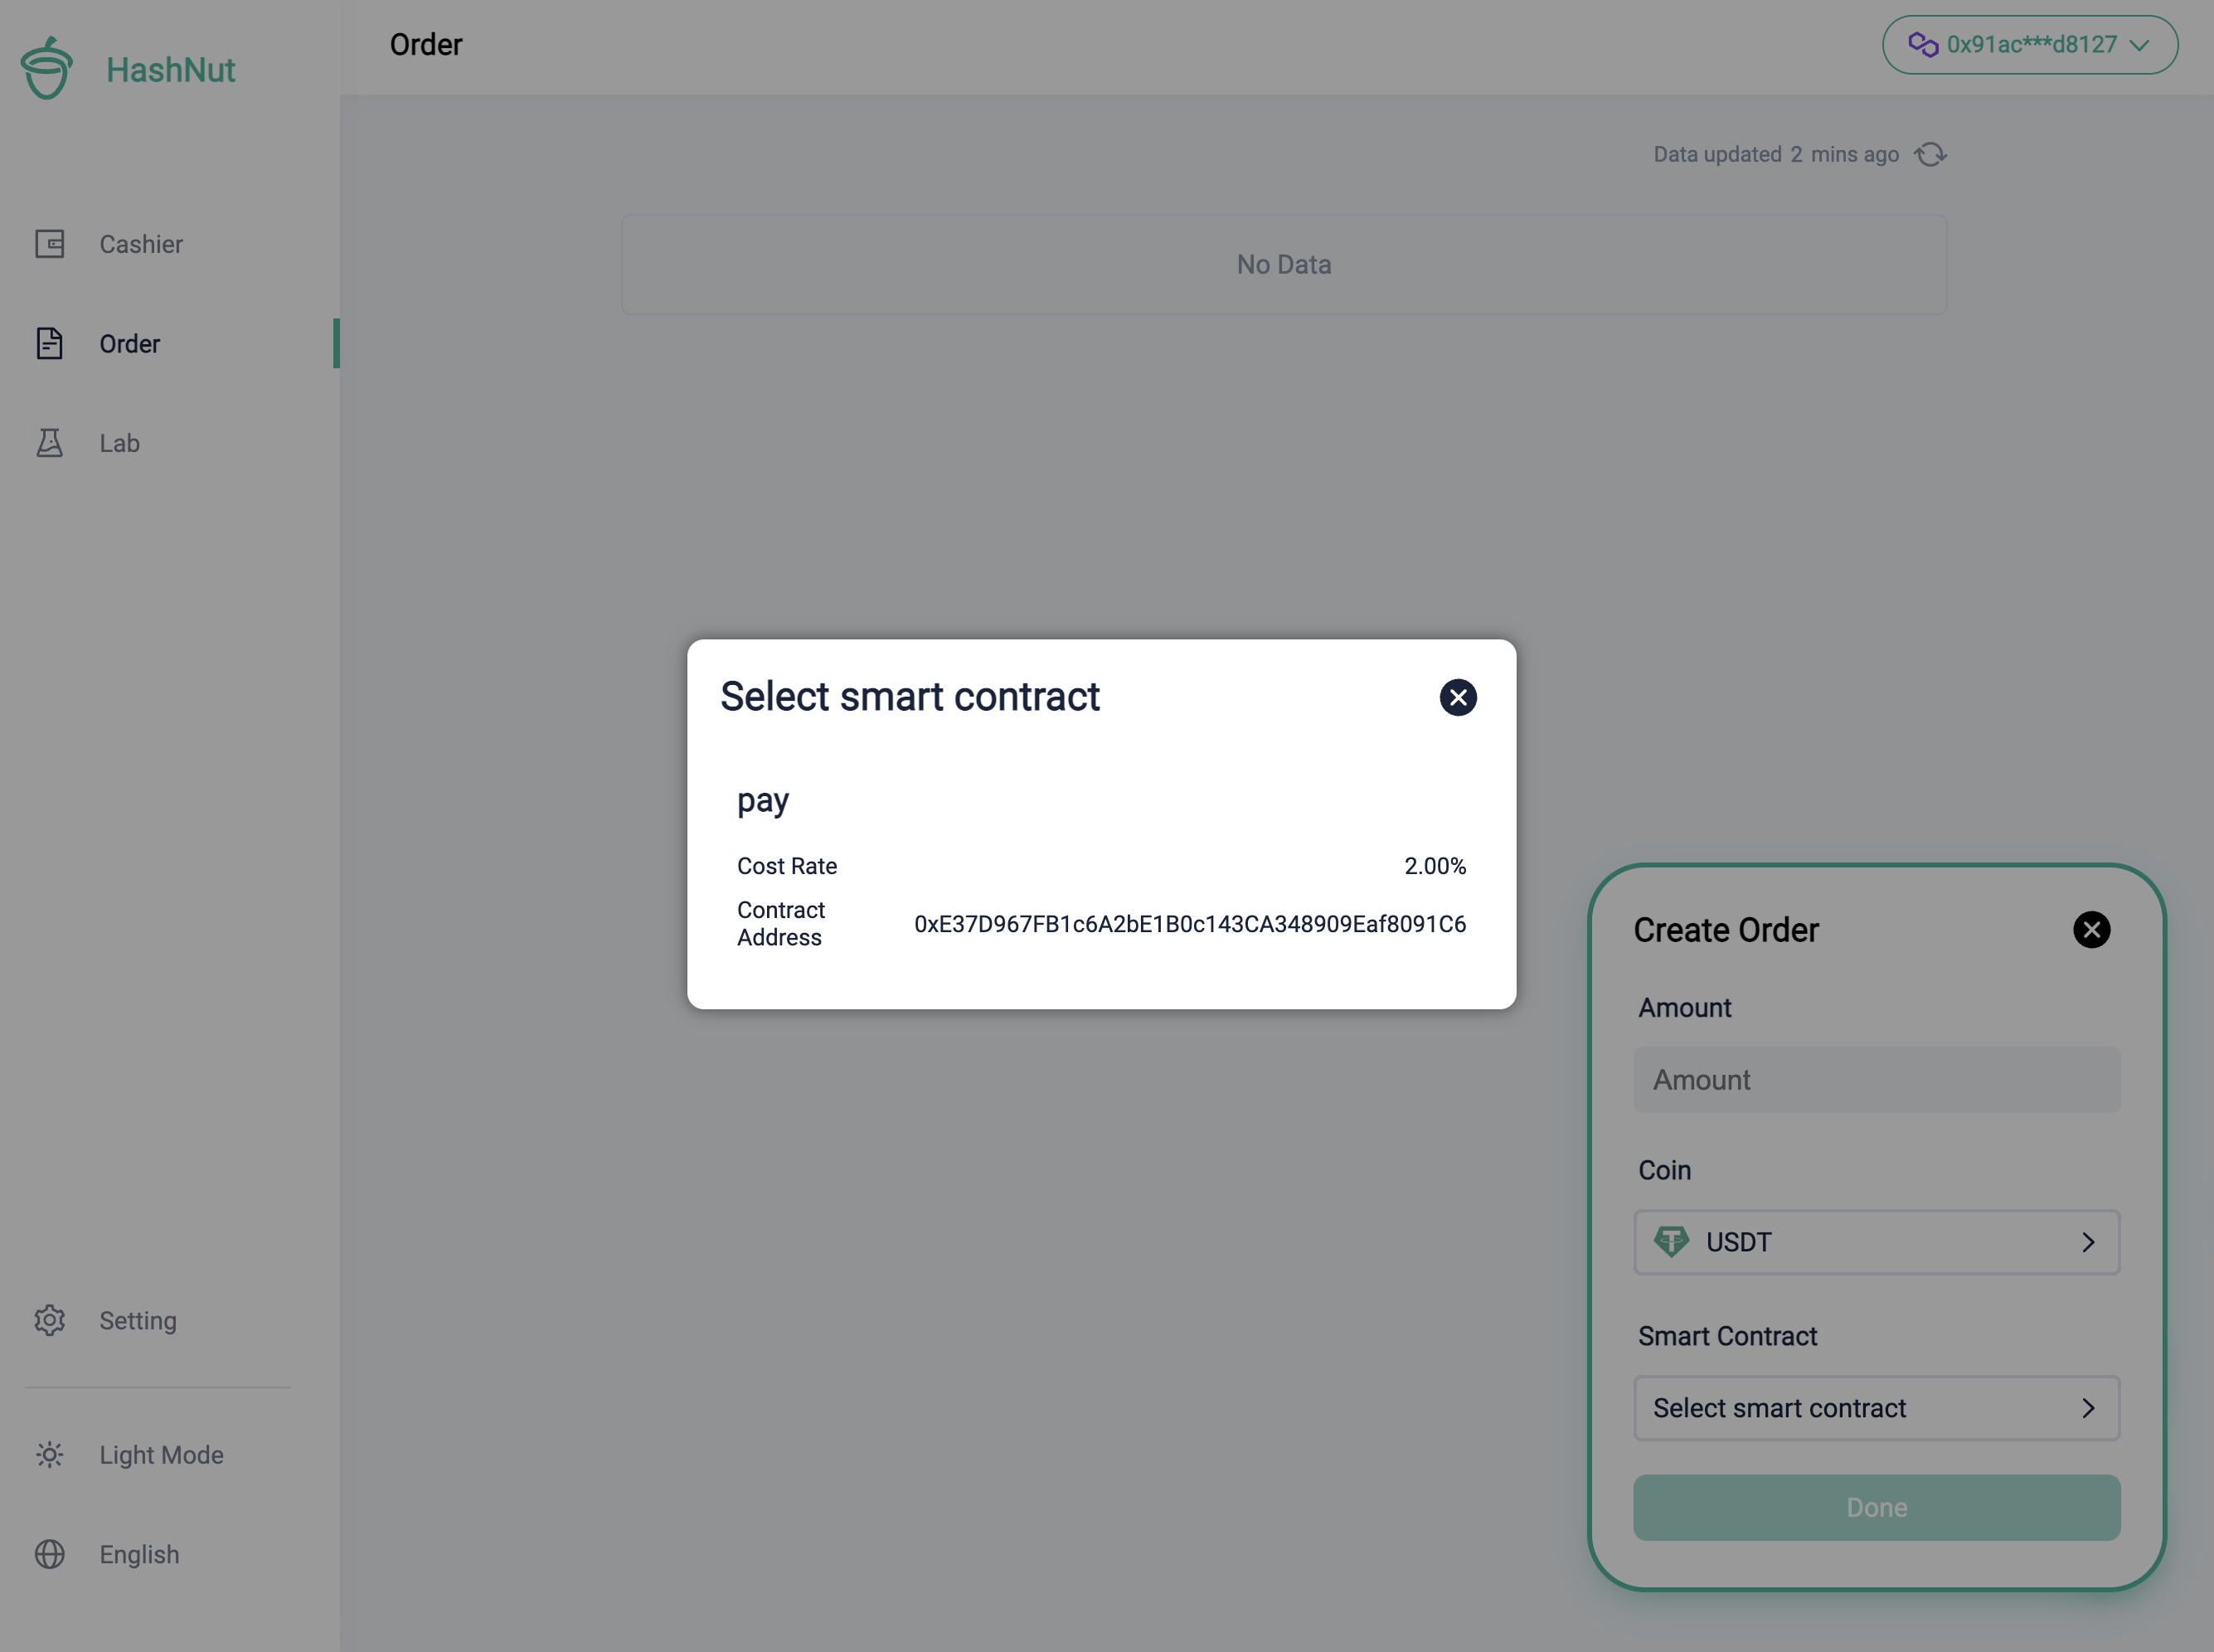 HashNut
Order
0x91ac***d8127
Cashier
Order
Lab
Data updated 2 mins ago
No Data
Select smart contract
pay
Cost Rate 2.00%
Contract
Address
0xE37D967FB1c6A2bE1B0c143CA348909Eaf8091C6
Create Order
Amount
Amount
Coin
USDT
Smart Contract
Select smart contract
Done
Setting
Light Mode
English